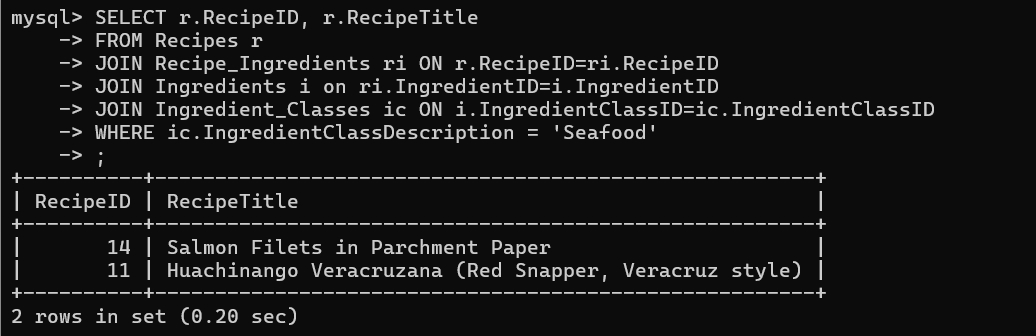 mysql> SELECT r.RecipeID, r.RecipeTitle
    -> FROM Recipes r
    -> JOIN Recipe_Ingredients ri ON r.RecipeID=ri.RecipeID
    -> JOIN Ingredients i on ri.IngredientID=i.IngredientID
    -> JOIN Ingredient_Classes ic ON i.IngredientClassID=ic.IngredientClassID
    -> WHERE ic.IngredientClassDescription = 'Seafood'
    -> ;
+----------+-------------------------------------------------------+
| RecipeID | RecipeTitle                                           |
+----------+-------------------------------------------------------+
|       14 | Salmon Filets in Parchment Paper                      |
|       11 | Huachinango Veracruzana (Red Snapper, Veracruz style) |
+----------+-------------------------------------------------------+
2 rows in set (0.20 sec)